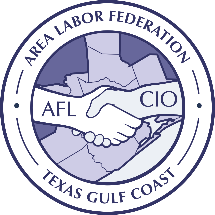 AREA LABOR FEDERATION
AFL CIO
TEXAS GULF COAST